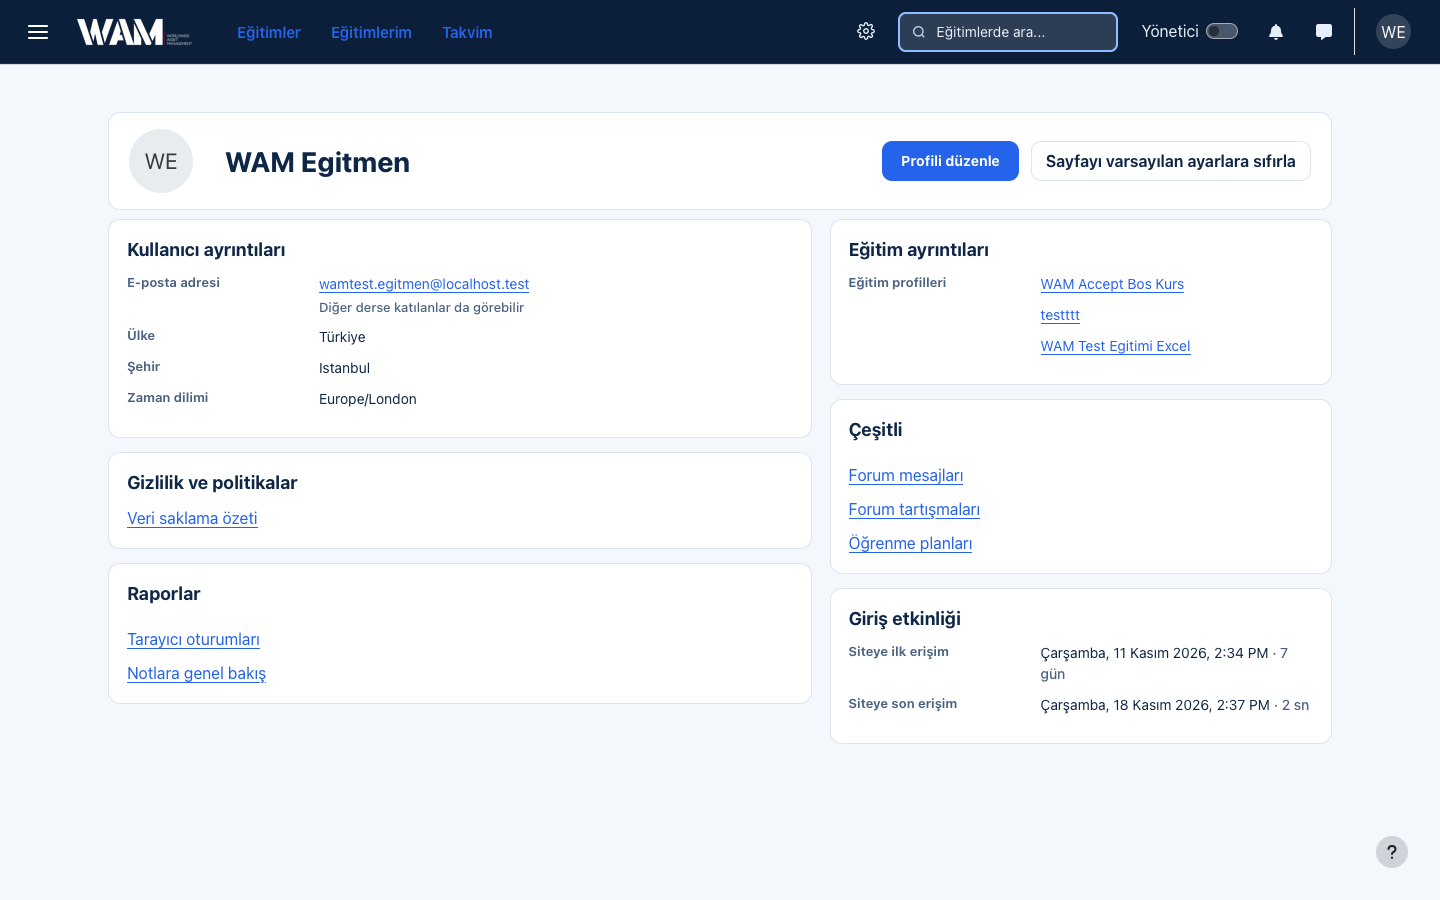 WAM WORLDWIDE ASSET MANAGEMENT
Eğitimler
Eğitimlerim
Takvim
Eğitimlerde ara...
Yönetici
WE
WE
WAM Egitmen
Profili düzenle
Sayfayı varsayılan ayarlara sıfırla
Kullanıcı ayrıntıları
E-posta adresi
wamtest.egitmen@localhost.test
Diğer derse katılanlar da görebilir
Ülke
Türkiye
Şehir
Istanbul
Zaman dilimi
Europe/London
Gizlilik ve politikalar
Veri saklama özeti
Raporlar
Tarayıcı oturumları
Notlara genel bakış
Eğitim ayrıntıları
Eğitim profilleri
WAM Accept Bos Kurs
testttt
WAM Test Egitimi Excel
Çeşitli
Forum mesajları
Forum tartışmaları
Öğrenme planları
Giriş etkinliği
Siteye ilk erişim
Çarşamba, 11 Kasım 2026, 2:34 PM · 7
gün
Siteye son erişim
Çarşamba, 18 Kasım 2026, 2:37 PM · 2 sn
?